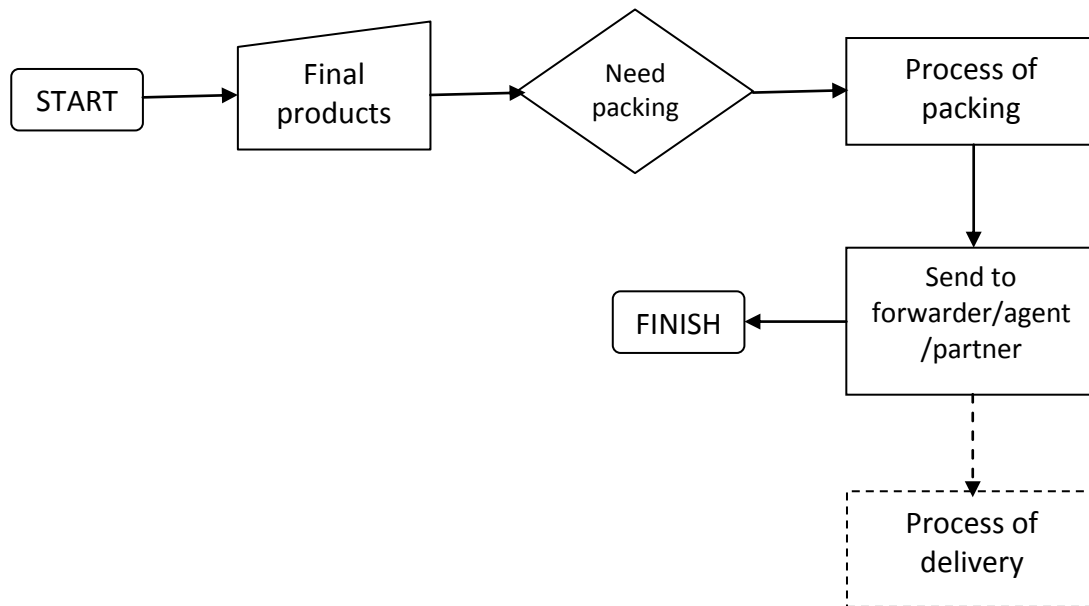 START
Final
products
Need
packing
Process of
packing
Send to
forwarder/agent
/partner
FINISH
Process of
delivery